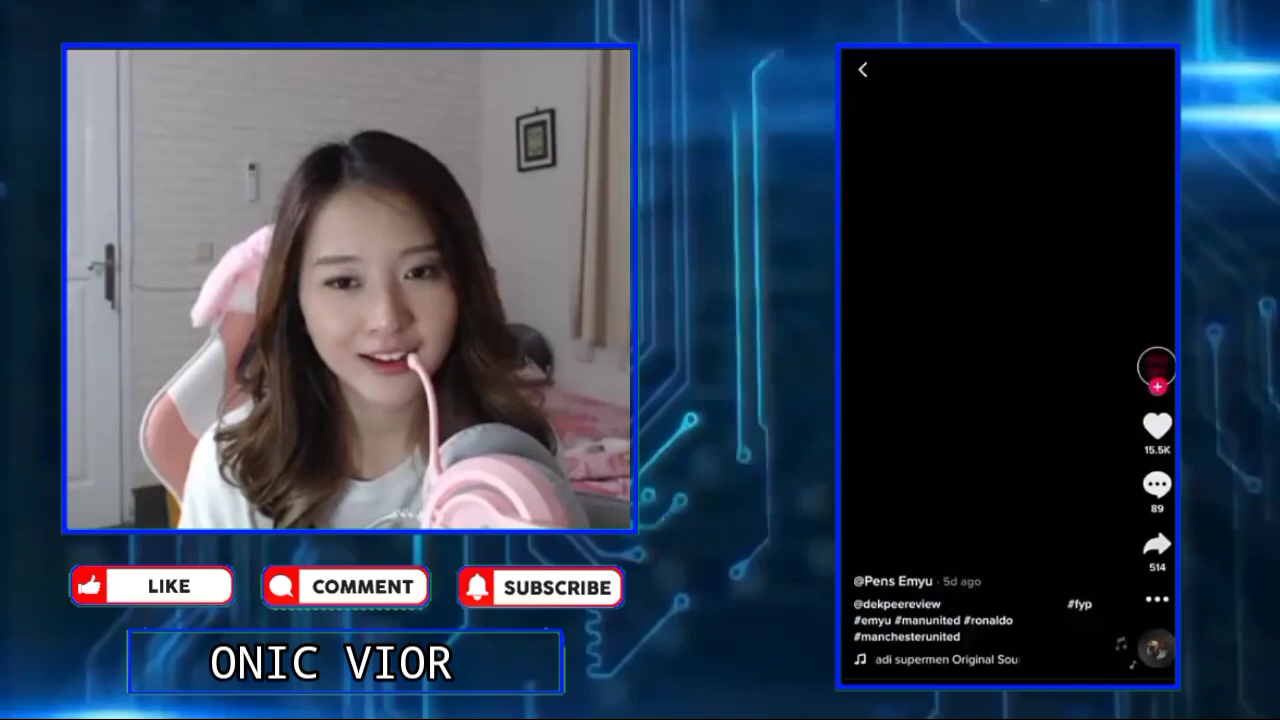 LIKE
COMMENT
SUBSCRIBE
ONIC VIOR
15.5K
89
514
@Pens Emyu · 5d ago
@dekpeereview #fyp
#emyu #manunited #ronaldo
#manchesterunited
adi supermen Original Sou